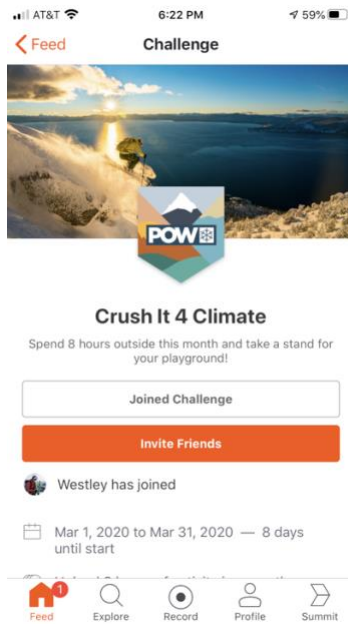 AT&T 6:22 PM 59%
Feed Challenge
POW
Crush It 4 Climate
Spend 8 hours outside this month and take a stand for
your playground!
Joined Challenge
Invite Friends
Westley has joined
Mar 1, 2020 to Mar 31, 2020 — 8 days
until start
1
Feed Explore Record Profile Summit